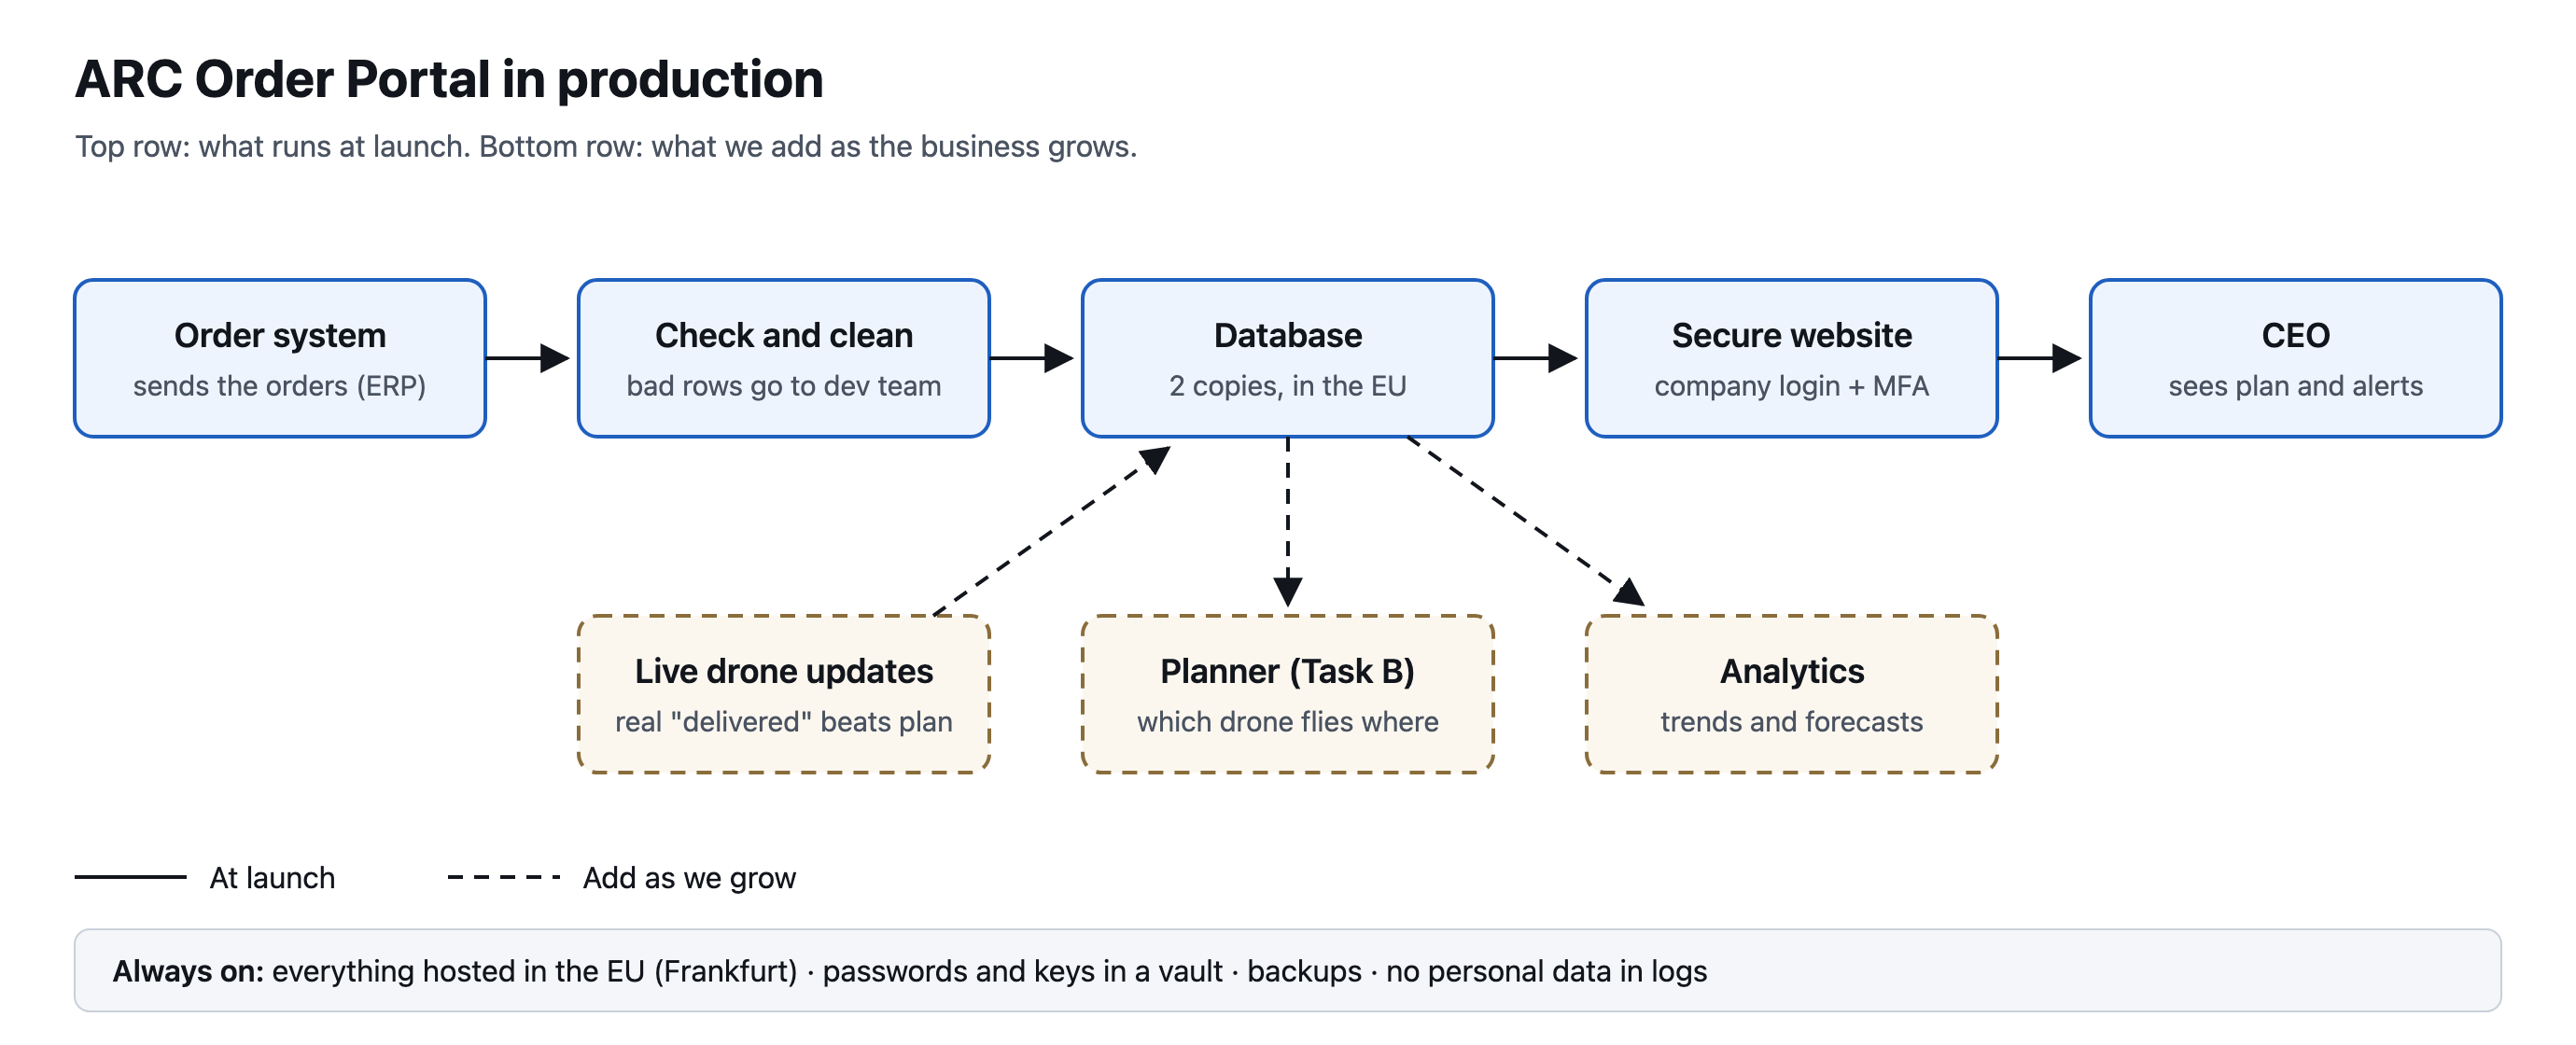 ARC Order Portal in production
Top row: what runs at launch. Bottom row: what we add as the business grows.
Order system
sends the orders (ERP)
Check and clean
bad rows go to dev team
Database
2 copies, in the EU
Secure website
company login + MFA
CEO
sees plan and alerts
Live drone updates
real "delivered" beats plan
Planner (Task B)
which drone flies where
Analytics
trends and forecasts
At launch
Add as we grow
Always on: everything hosted in the EU (Frankfurt) · passwords and keys in a vault · backups · no personal data in logs